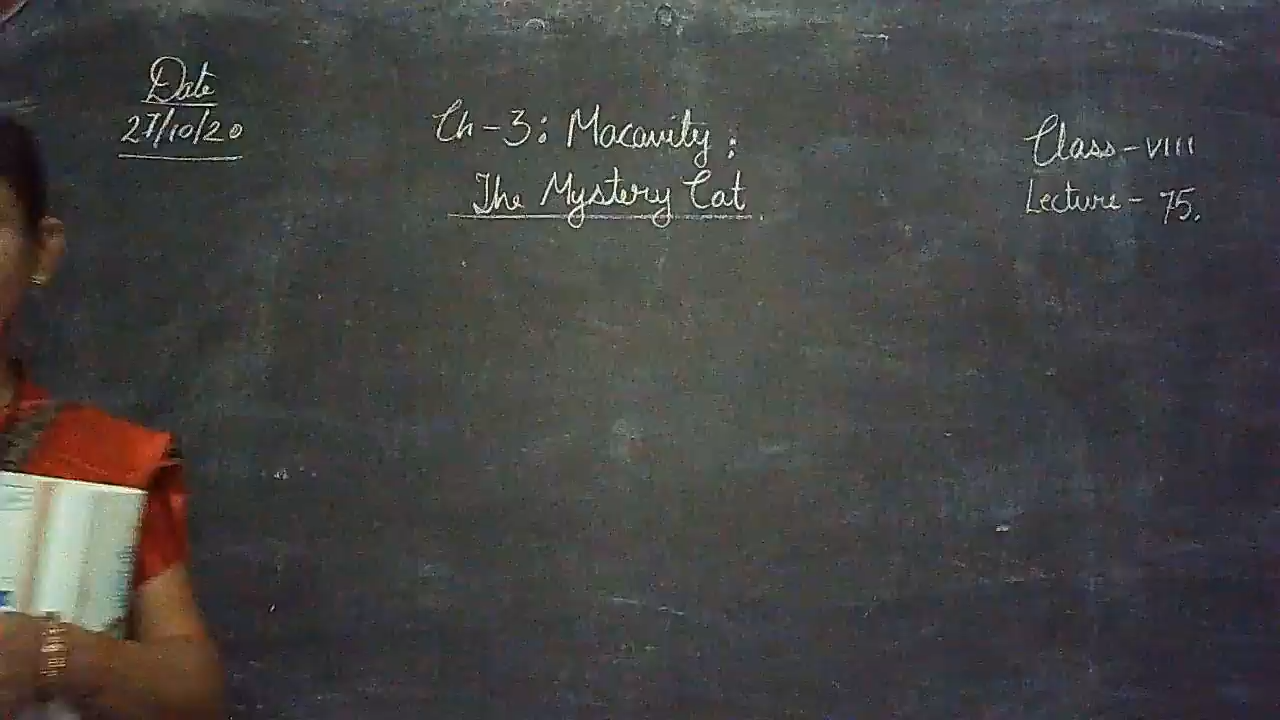 Date
27/10/20
Ch-3: Macavity:
The Mystery Cat
Class-VIII
Lecture- 75.